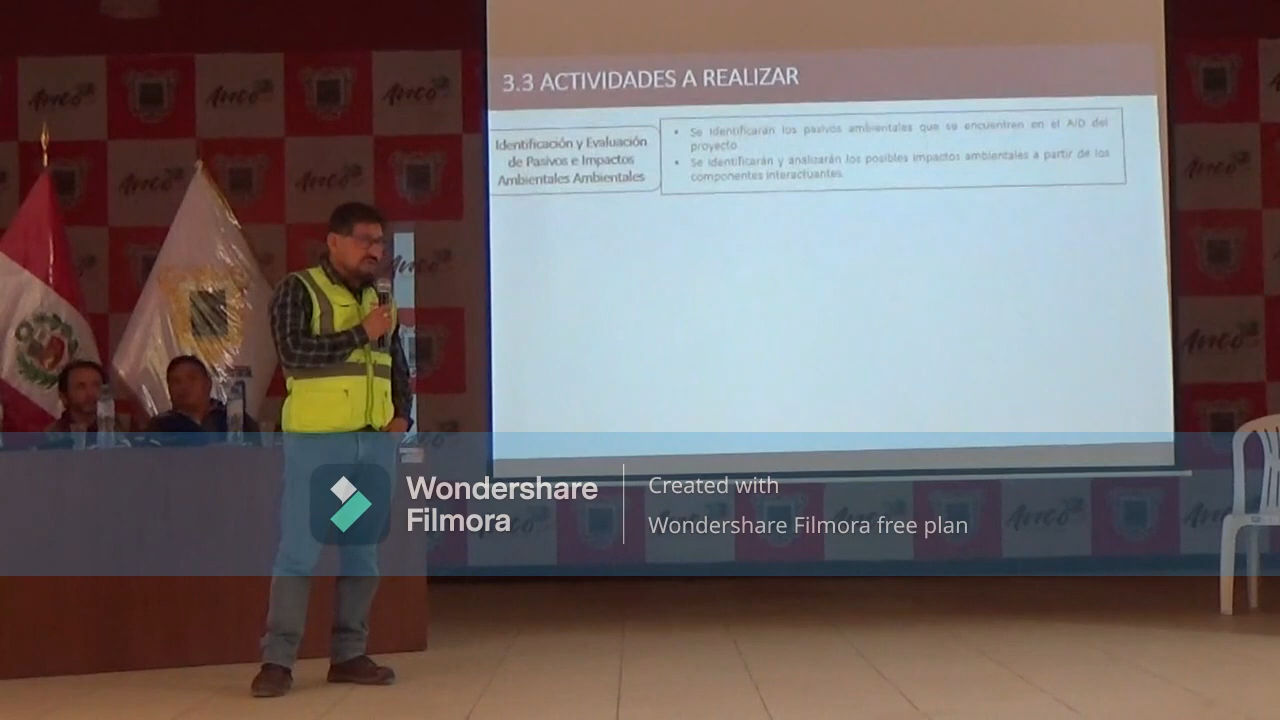 3.3 ACTIVIDADES A REALIZAR
Identificación y Evaluación
de Pasivos e Impactos
Ambientales Ambientales
• Se identificarán los pasivos ambientales que se encuentren en el AID del
proyecto
• Se identificarán y analizarán los posibles impactos ambientales a partir de los
componentes interactuantes.
Wondershare
Filmora
Created with
Wondershare Filmora free plan